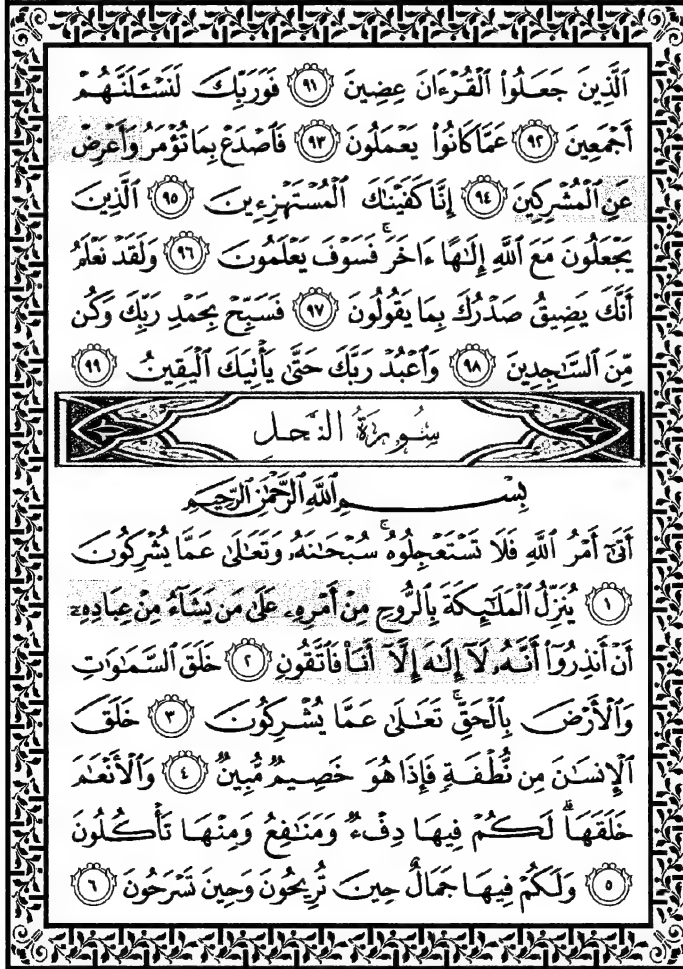 ٱلَّذِينَ جَعَلُوا۟ ٱلْقُرْءَانَ عِضِينَ ٩١ فَوَرَبِّكَ لَنَسْـَٔلَنَّهُمْ
أَجْمَعِينَ ٩٢ عَمَّا كَانُوا۟ يَعْمَلُونَ ٩٣ فَٱصْدَعْ بِمَا تُؤْمَرُ وَأَعْرِضْ
عَنِ ٱلْمُشْرِكِينَ ٩٤ إِنَّا كَفَيْنَٰكَ ٱلْمُسْتَهْزِءِينَ ٩٥ ٱلَّذِينَ
يَجْعَلُونَ مَعَ ٱللَّهِ إِلَٰهًا ءَاخَرَ ۚ فَسَوْفَ يَعْلَمُونَ ٩٦ وَلَقَدْ نَعْلَمُ
أَنَّكَ يَضِيقُ صَدْرُكَ بِمَا يَقُولُونَ ٩٧ فَسَبِّحْ بِحَمْدِ رَبِّكَ وَكُن
مِّنَ ٱلسَّٰجِدِينَ ٩٨ وَٱعْبُدْ رَبَّكَ حَتَّىٰ يَأْتِيَكَ ٱلْيَقِينُ ٩٩
سُورَةُ النَّحْلِ
بِسْمِ ٱللَّهِ ٱلرَّحْمَٰنِ ٱلرَّحِيمِ
أَتَىٰٓ أَمْرُ ٱللَّهِ فَلَا تَسْتَعْجِلُوهُ ۚ سُبْحَٰنَهُۥ وَتَعَٰلَىٰ عَمَّا يُشْرِكُونَ
١ يُنَزِّلُ ٱلْمَلَٰٓئِكَةَ بِٱلرُّوحِ مِنْ أَمْرِهِۦ عَلَىٰ مَن يَشَآءُ مِنْ عِبَادِهِۦٓ
أَنْ أَنذِرُوٓا۟ أَنَّهُۥ لَآ إِلَٰهَ إِلَّآ أَنَا۠ فَٱتَّقُونِ ٢ خَلَقَ ٱلسَّمَٰوَٰتِ
وَٱلْأَرْضَ بِٱلْحَقِّ ۚ تَعَٰلَىٰ عَمَّا يُشْرِكُونَ ٣ خَلَقَ
ٱلْإِنسَٰنَ مِن نُّطْفَةٍ فَإِذَا هُوَ خَصِيمٌ مُّبِينٌ ٤ وَٱلْأَنْعَٰمَ
خَلَقَهَا ۗ لَكُمْ فِيهَا دِفْءٌ وَمَنَٰفِعُ وَمِنْهَا تَأْكُلُونَ
٥ وَلَكُمْ فِيهَا جَمَالٌ حِينَ تُرِيحُونَ وَحِينَ تَسْرَحُونَ ٦